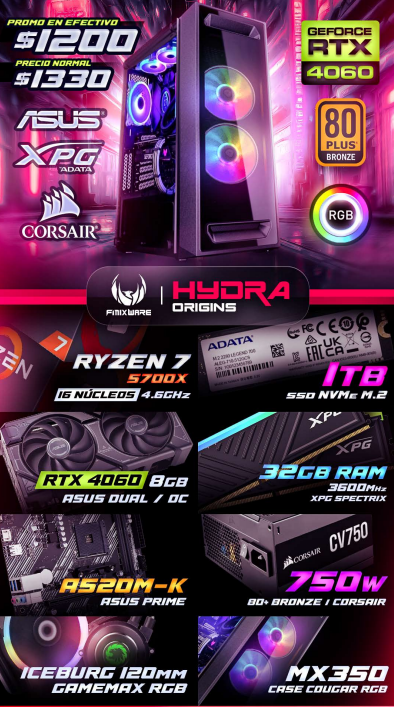 PROMO EN EFECTIVO
$1200
PRECIO NORMAL
$1330
GEFORCE
RTX
4060
ASUS
XPG
ADATA
CORSAIR
80
PLUS
BRONZE
RGB
FINIXWARE
HYDRA
ORIGINS
RYZEN 7
5700X
16 NÚCLEOS 4.6GHz
ADATA
1TB
SSD NVMe M.2
RTX 4060 8GB
ASUS DUAL / OC
XPG
32GB RAM
3600MHz
XPG SPECTRIX
A520M-K
ASUS PRIME
CORSAIR
CV750
750W
80+ BRONZE / CORSAIR
ICEBURG 120MM
GAMEMAX RGB
MX350
CASE COUGAR RGB